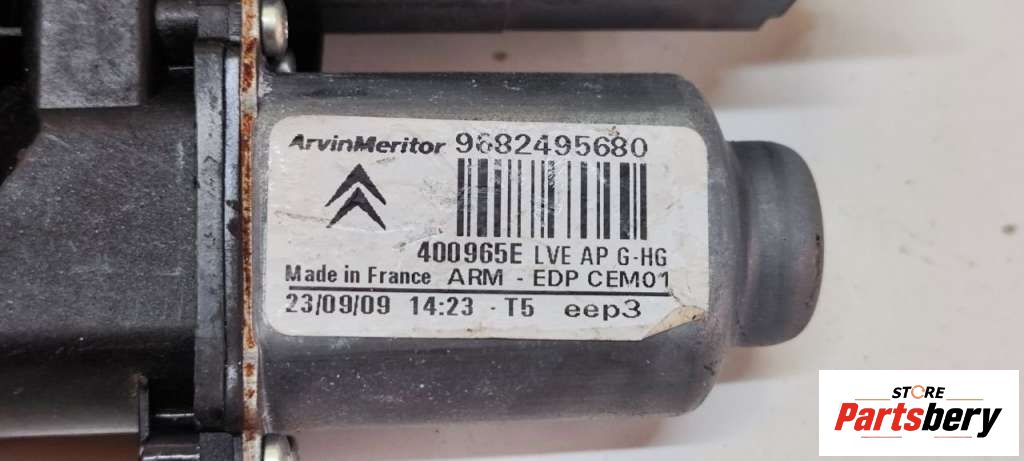 ArvinMeritor 9682495680
400965E LVE AP G-HG
Made in France ARM - EDP CEM01
23/09/09 14:23 - T5 eep3
STORE
Partsbery